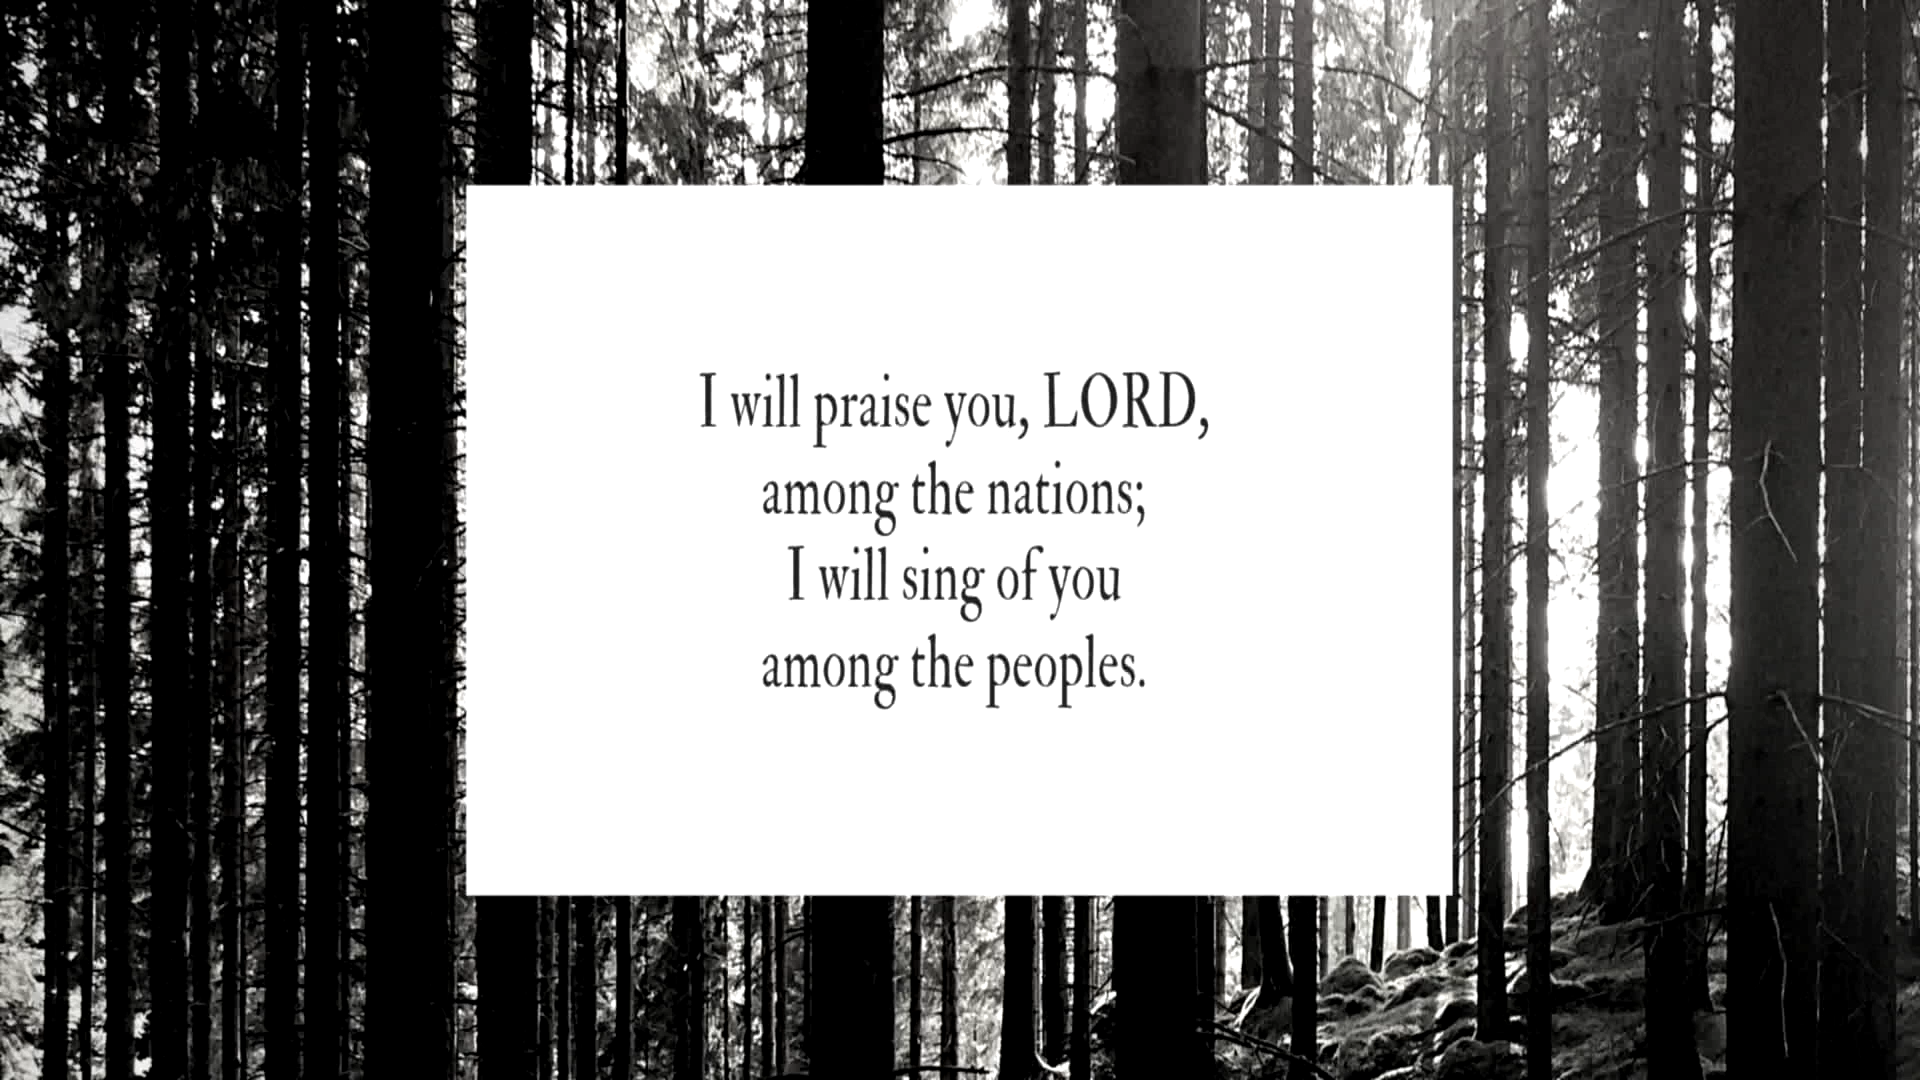 I will praise you, LORD,
among the nations;
I will sing of you
among the peoples.